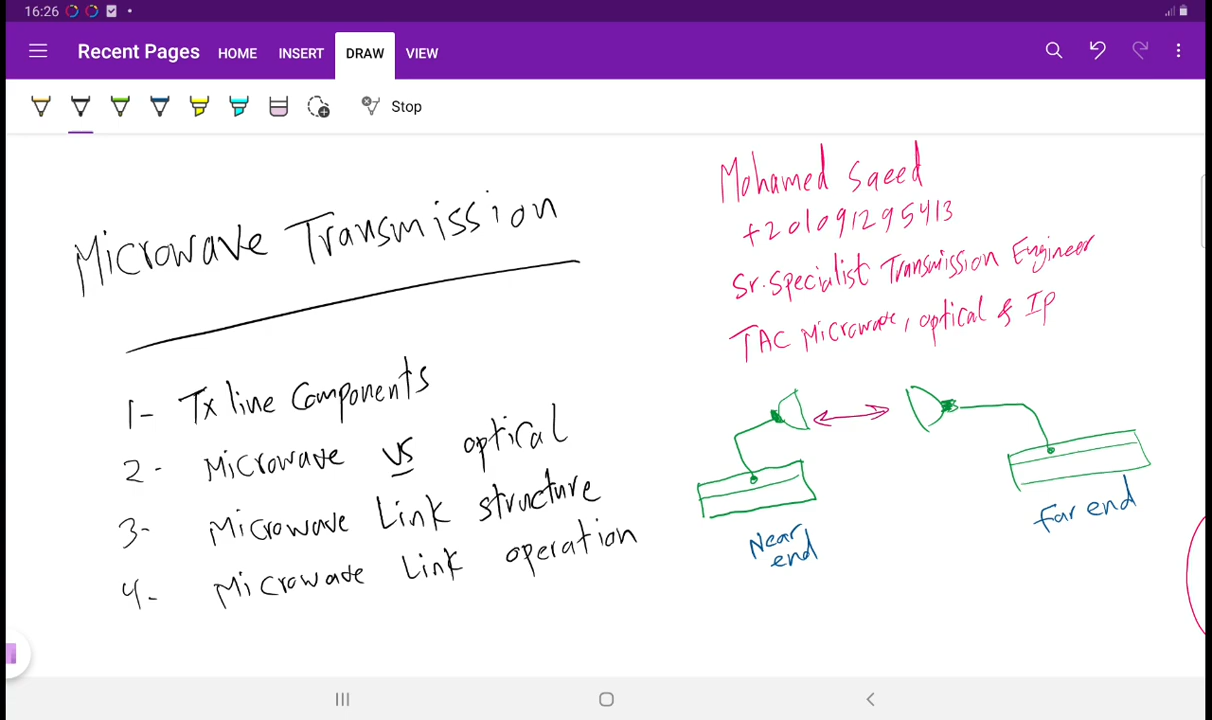 16:26
Recent Pages HOME INSERT DRAW VIEW
Stop
Microwave Transmission
1- Tx line Components
2- Microwave vs optical
3- Microwave Link structure
4- Microwave Link operation
Mohamed Saeed
+201091295413
Sr. Specialist Transmission Engineer
TAC Microwave, optical & IP
Near
end
Far end